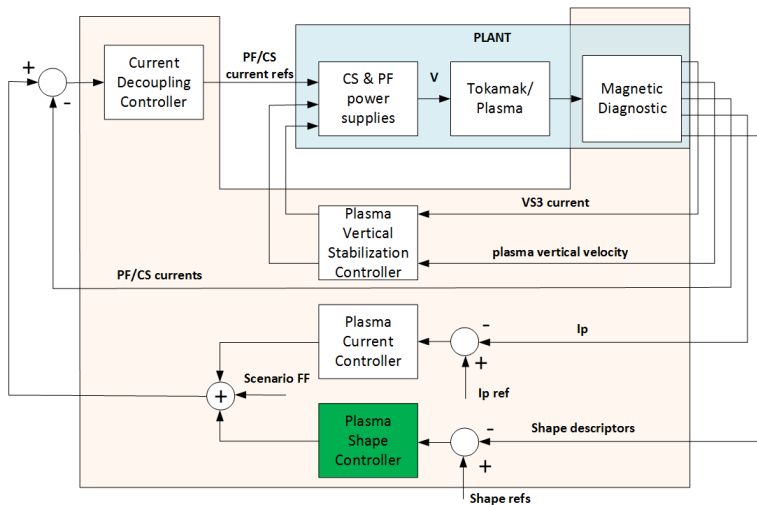 PLANT
+
-
Current
Decoupling
Controller
PF/CS
current refs
CS & PF
power
supplies
V
Tokamak/
Plasma
Magnetic
Diagnostic
VS3 current
Plasma
Vertical
Stabilization
Controller
plasma vertical velocity
PF/CS currents
Plasma
Current
Controller
-
+
Ip
Ip ref
Scenario FF
+
Plasma
Shape
Controller
-
+
Shape descriptors
Shape refs